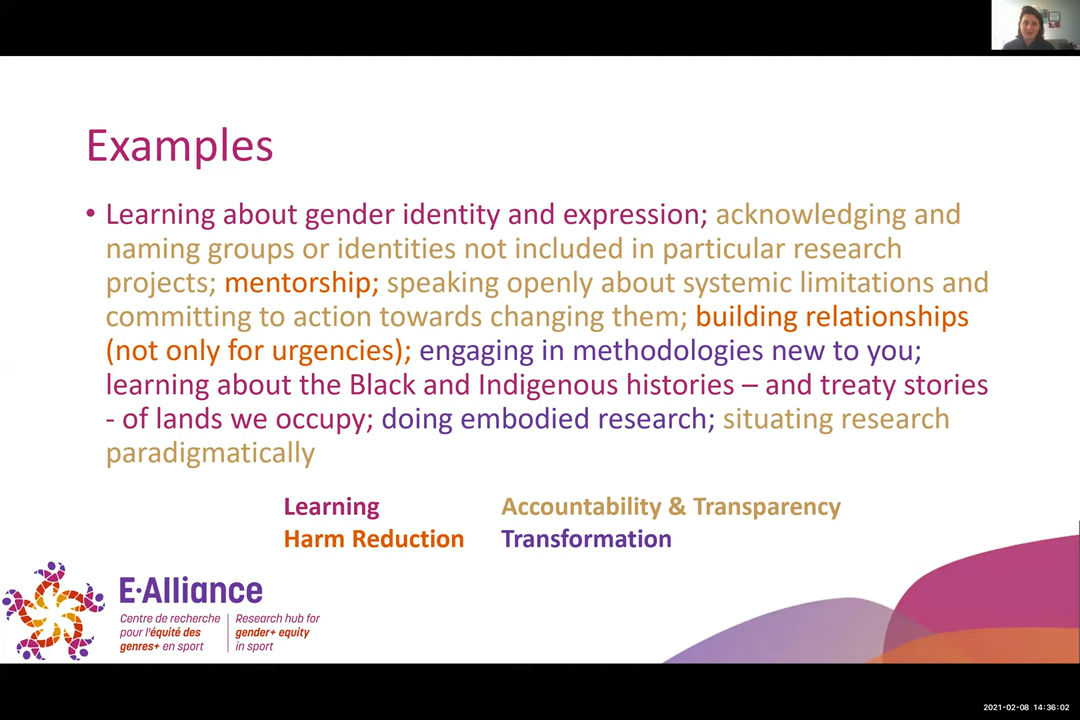 Examples
• Learning about gender identity and expression; acknowledging and
naming groups or identities not included in particular research
projects; mentorship; speaking openly about systemic limitations and
committing to action towards changing them; building relationships
(not only for urgencies); engaging in methodologies new to you;
learning about the Black and Indigenous histories – and treaty stories
- of lands we occupy; doing embodied research; situating research
paradigmatically
Learning
Accountability & Transparency
Harm Reduction
Transformation
E·Alliance
Centre de recherche
pour l'équité des
genres+ en sport
Research hub for
gender+ equity
in sport
2021-02-08 14:36:02